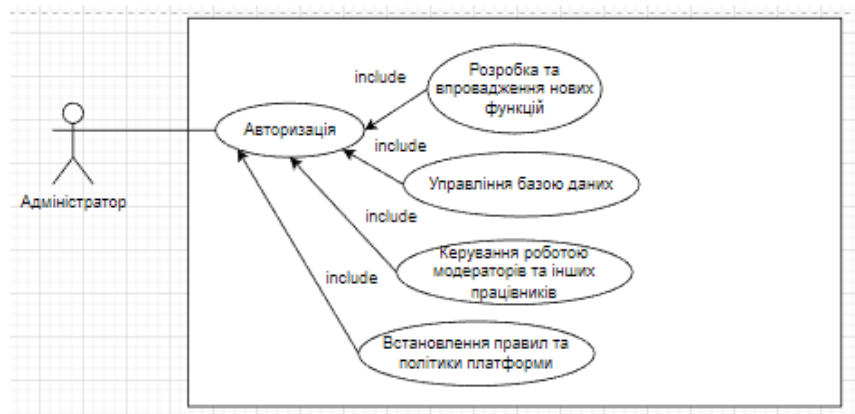 include
Розробка та
впровадження нових
функцій
Авторизація
include
Управління базою даних
Адміністратор
include
Керування роботою
модераторів та інших
працівників
include
Встановлення правил та
політики платформи